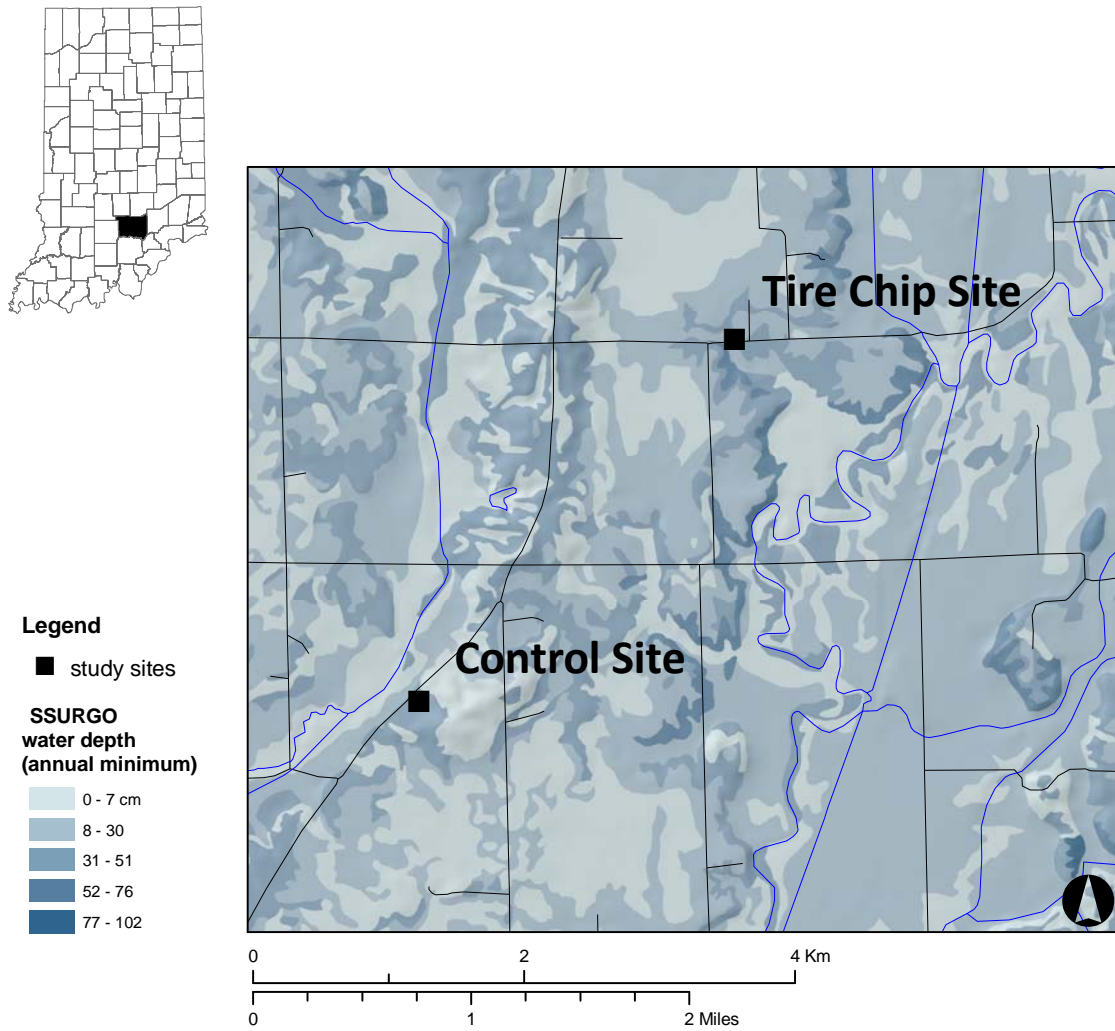 Tire Chip Site
Control Site
Legend
study sites
SSURGO
water depth
(annual minimum)
0 - 7 cm
8 - 30
31 - 51
52 - 76
77 - 102
0 2 4 Km
0 1 2 Miles